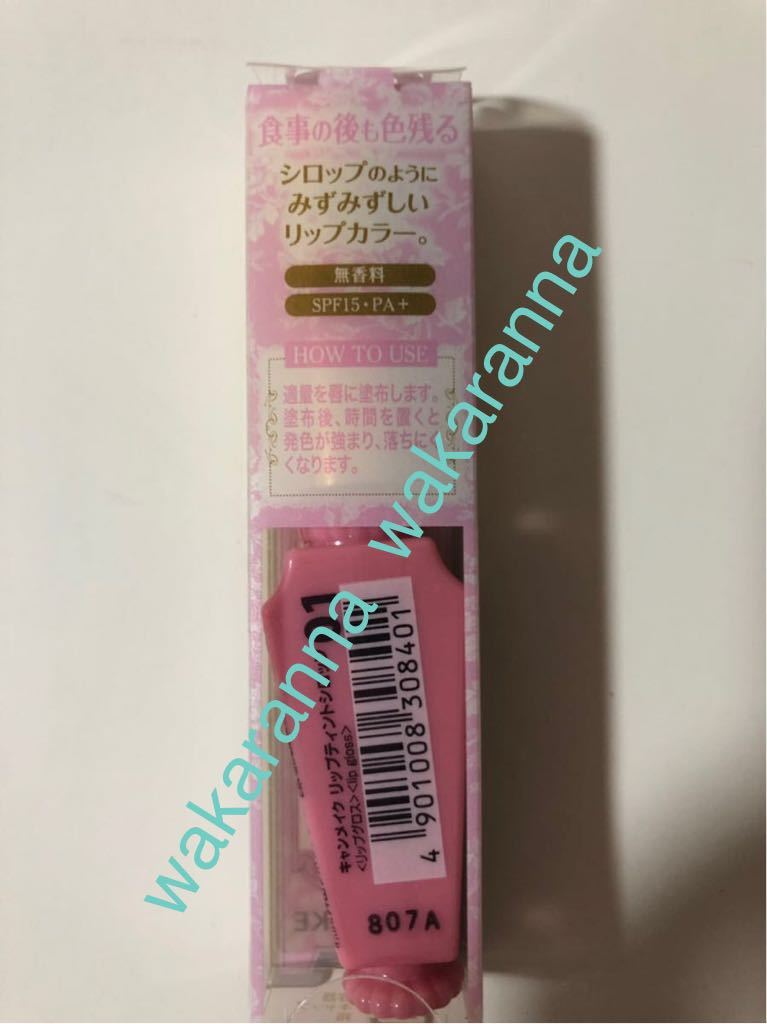 食事の後も色残る
シロップのように
みずみずしい
リップカラー。
無香料
SPF15・PA＋
HOW TO USE
適量を唇に塗布します。
塗布後、時間を置くと
発色が強まり、落ちにく
くなります。
01
キャンメイク リップティントシロップ
<リップグロス><lip gloss>
4 901008 308401
807A
wakaranna wakaranna